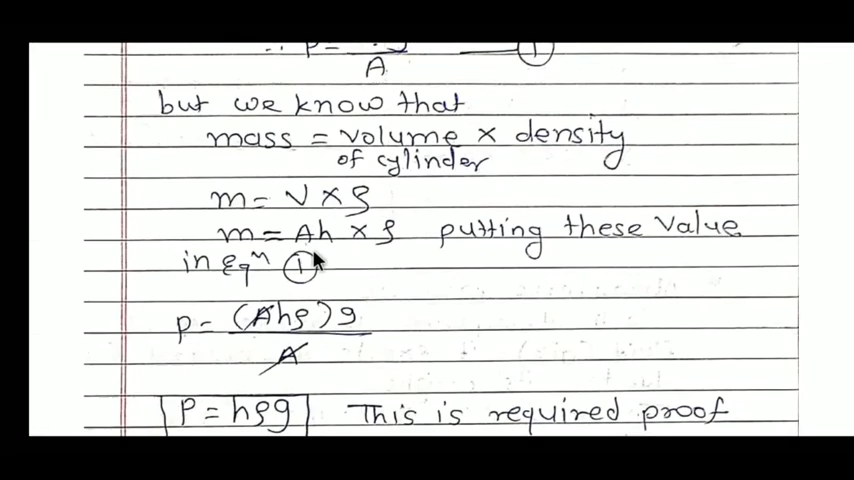 A
but we know that
mass = volume × density
of cylinder
m = V × ρ
m = Ah × ρ putting these value
in eqⁿ ①
P = (Ahρ) g
A
P = hρg This is required proof